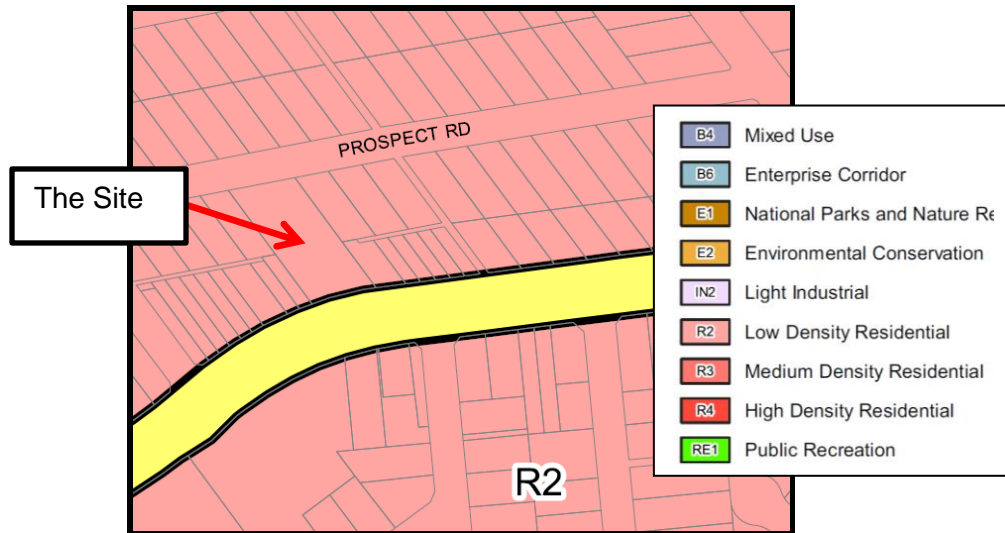 The Site
PROSPECT RD
R2
B4 Mixed Use
B6 Enterprise Corridor
E1 National Parks and Nature Re
E2 Environmental Conservation
IN2 Light Industrial
R2 Low Density Residential
R3 Medium Density Residential
R4 High Density Residential
RE1 Public Recreation